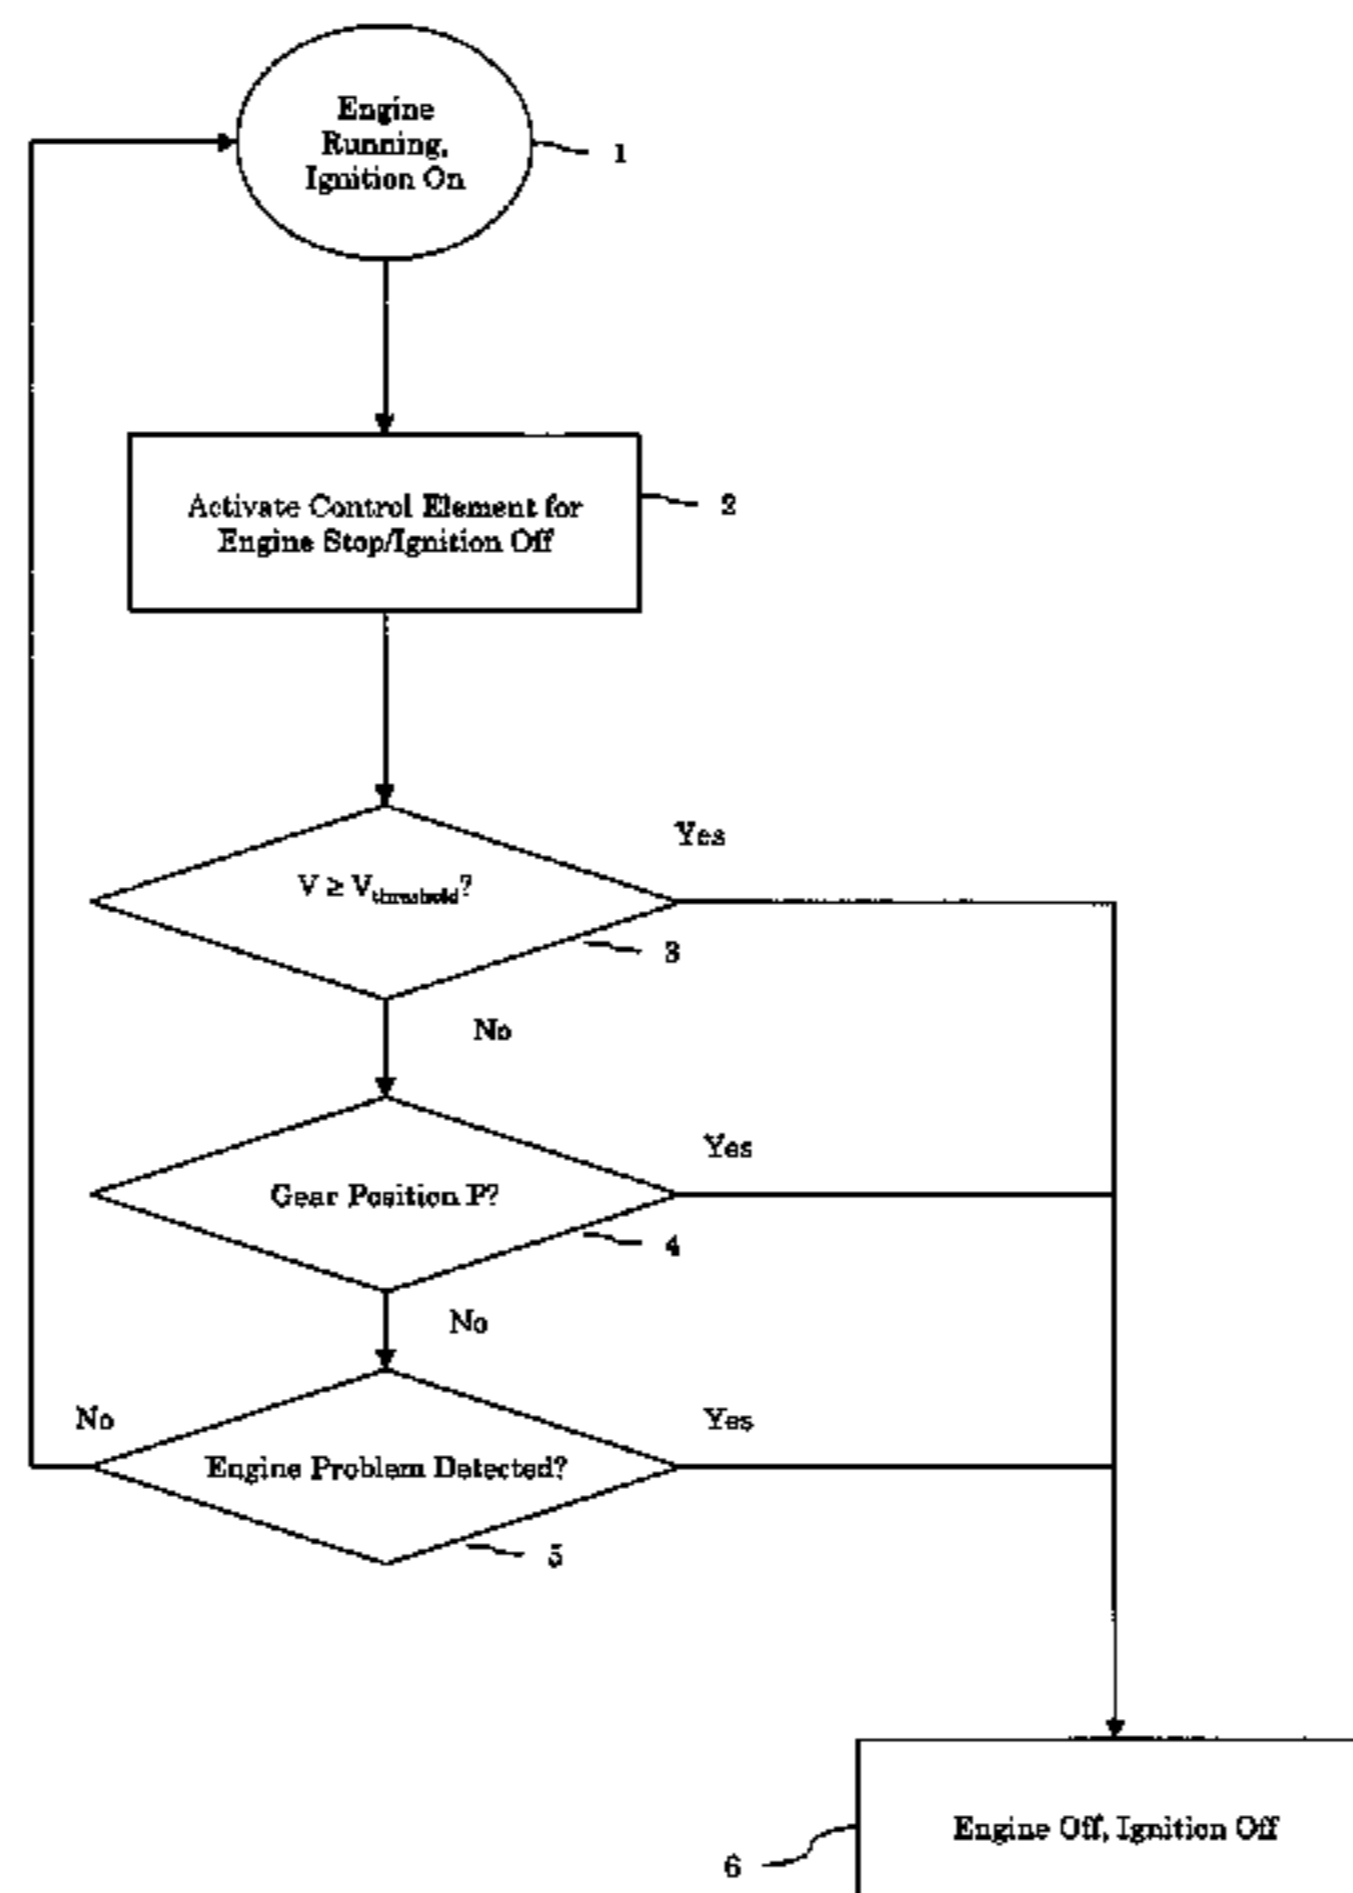 Engine
Running,
Ignition On
1
Activate Control Element for
Engine Stop/Ignition Off
2
Yes
V ≥ Vthreshold?
3
No
Yes
Gear Position P?
4
No
No
Yes
Engine Problem Detected?
5
Engine Off, Ignition Off
6